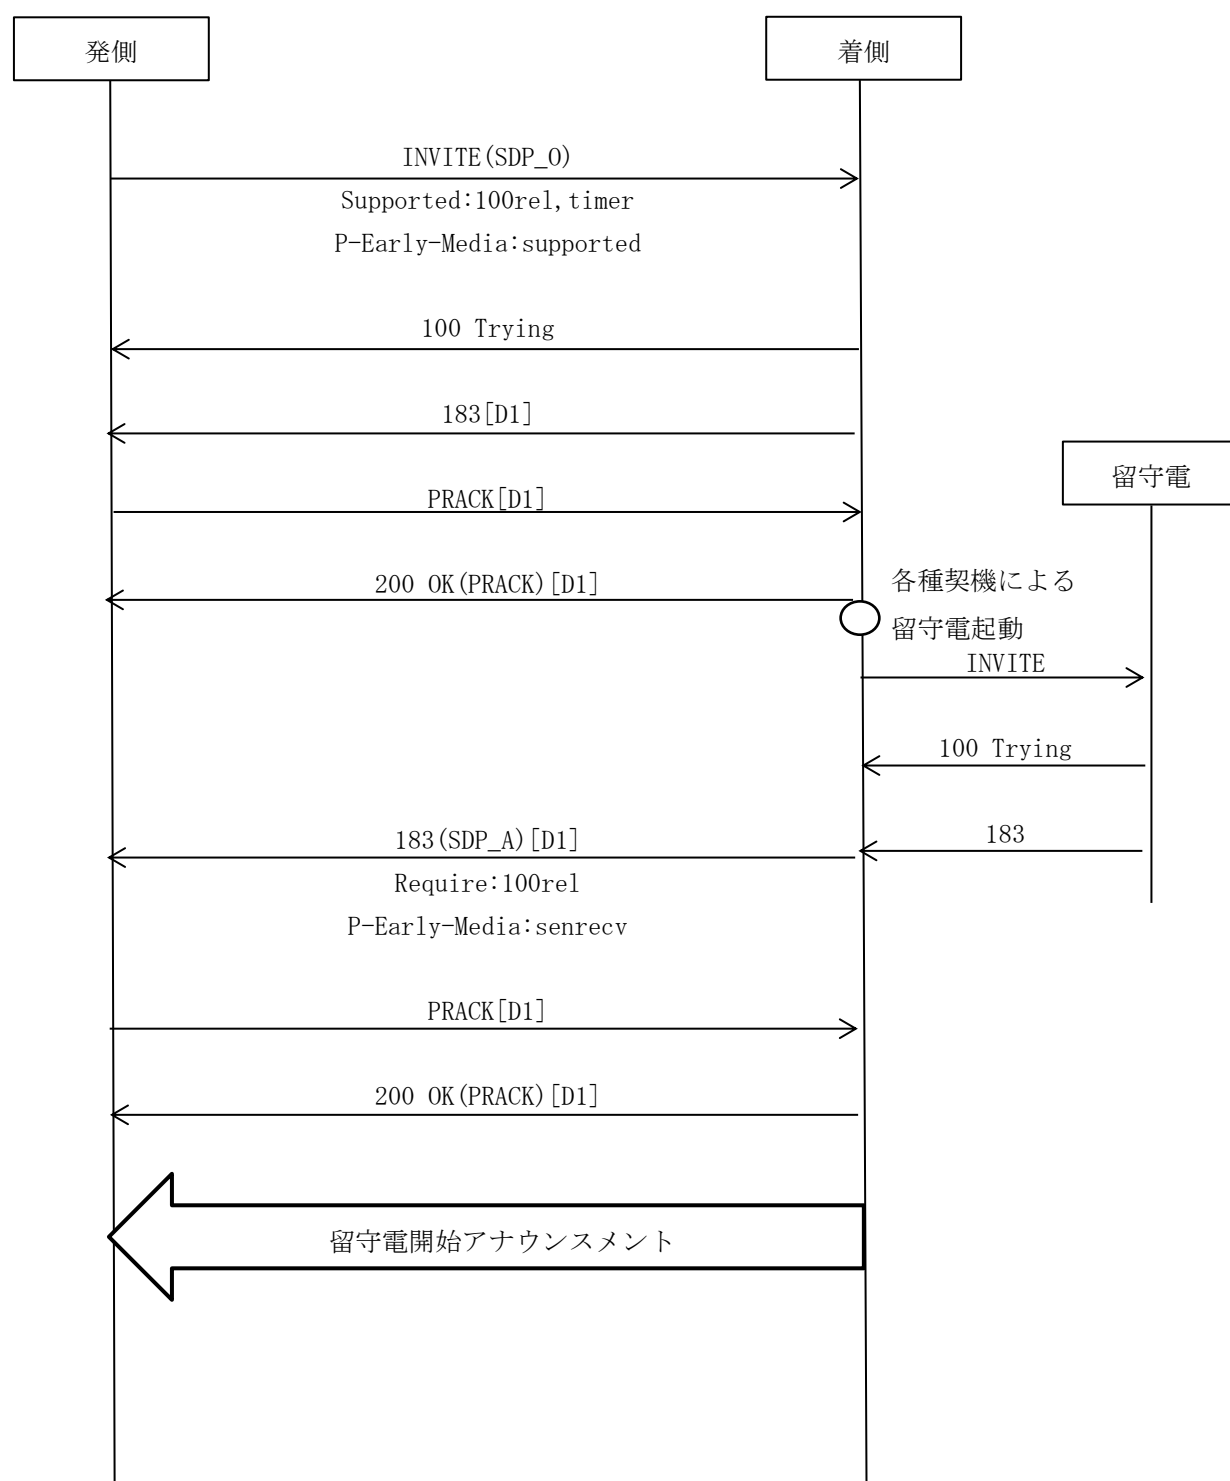 発側
着側
INVITE(SDP_O)
Supported:100rel,timer
P-Early-Media:supported
100 Trying
183[D1]
留守電
PRACK[D1]
200 OK(PRACK)[D1]
各種契機による
留守電起動
INVITE
100 Trying
183
183(SDP_A)[D1]
Require:100rel
P-Early-Media:senrecv
PRACK[D1]
200 OK(PRACK)[D1]
留守電開始アナウンスメント